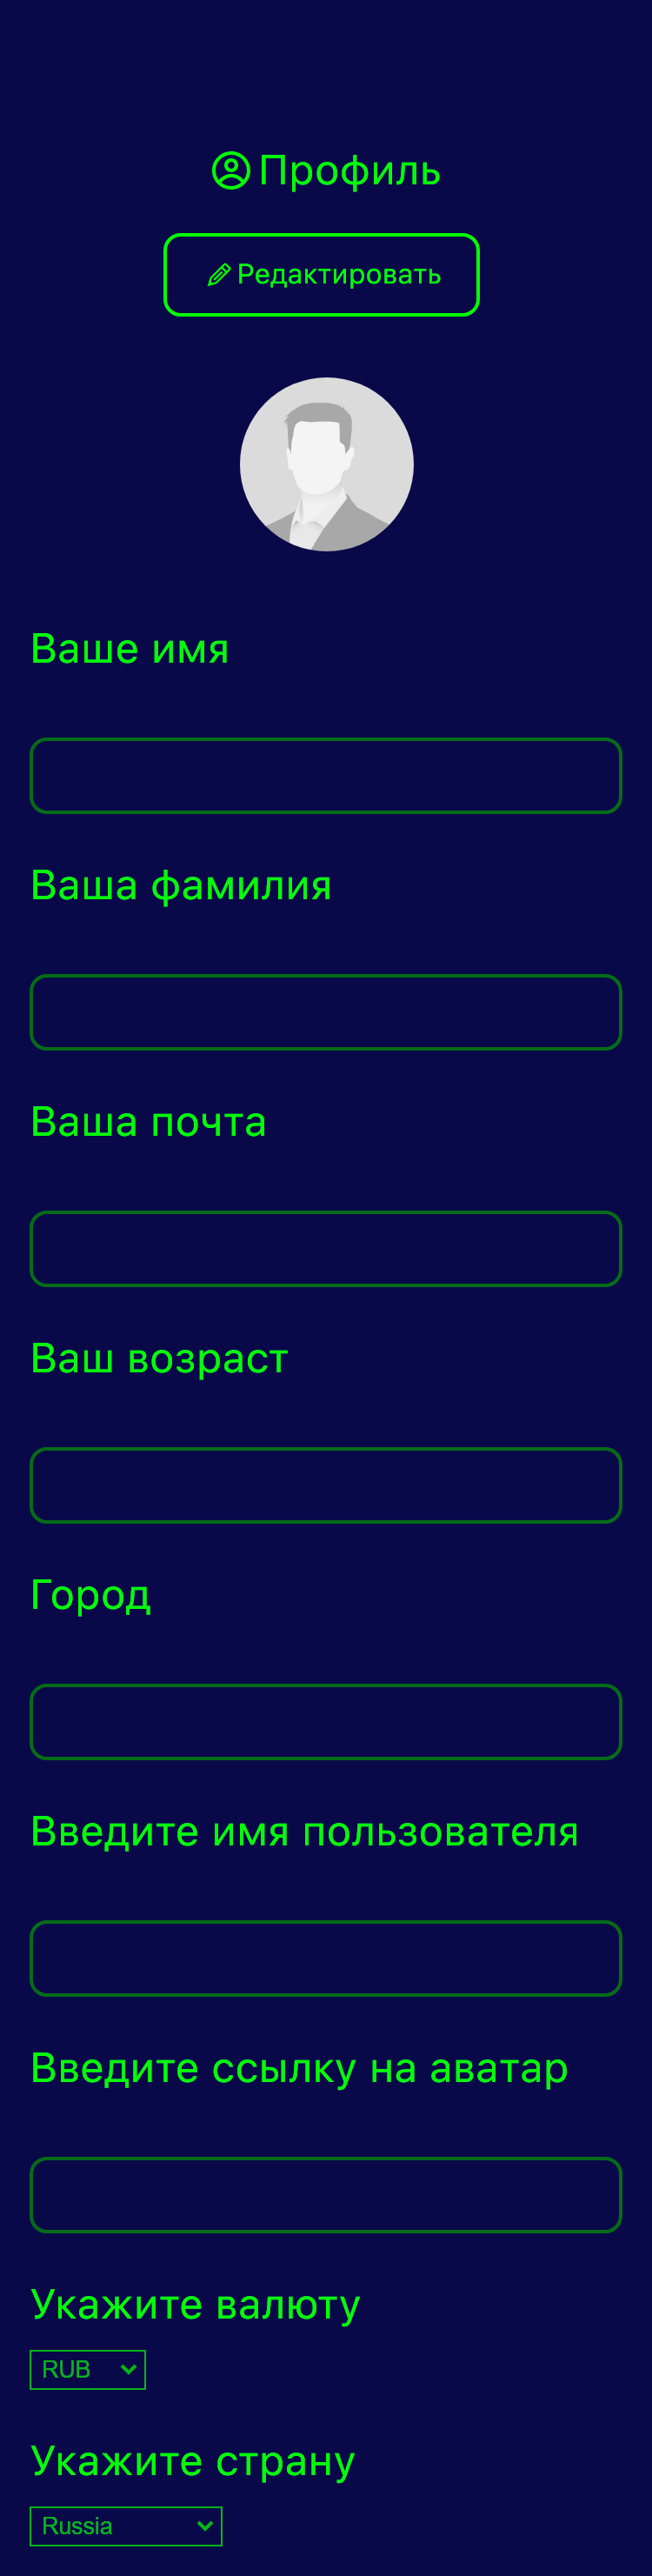 Профиль
Редактировать
Ваше имя
Ваша фамилия
Ваша почта
Ваш возраст
Город
Введите имя пользователя
Введите ссылку на аватар
Укажите валюту
RUB
Укажите страну
Russia